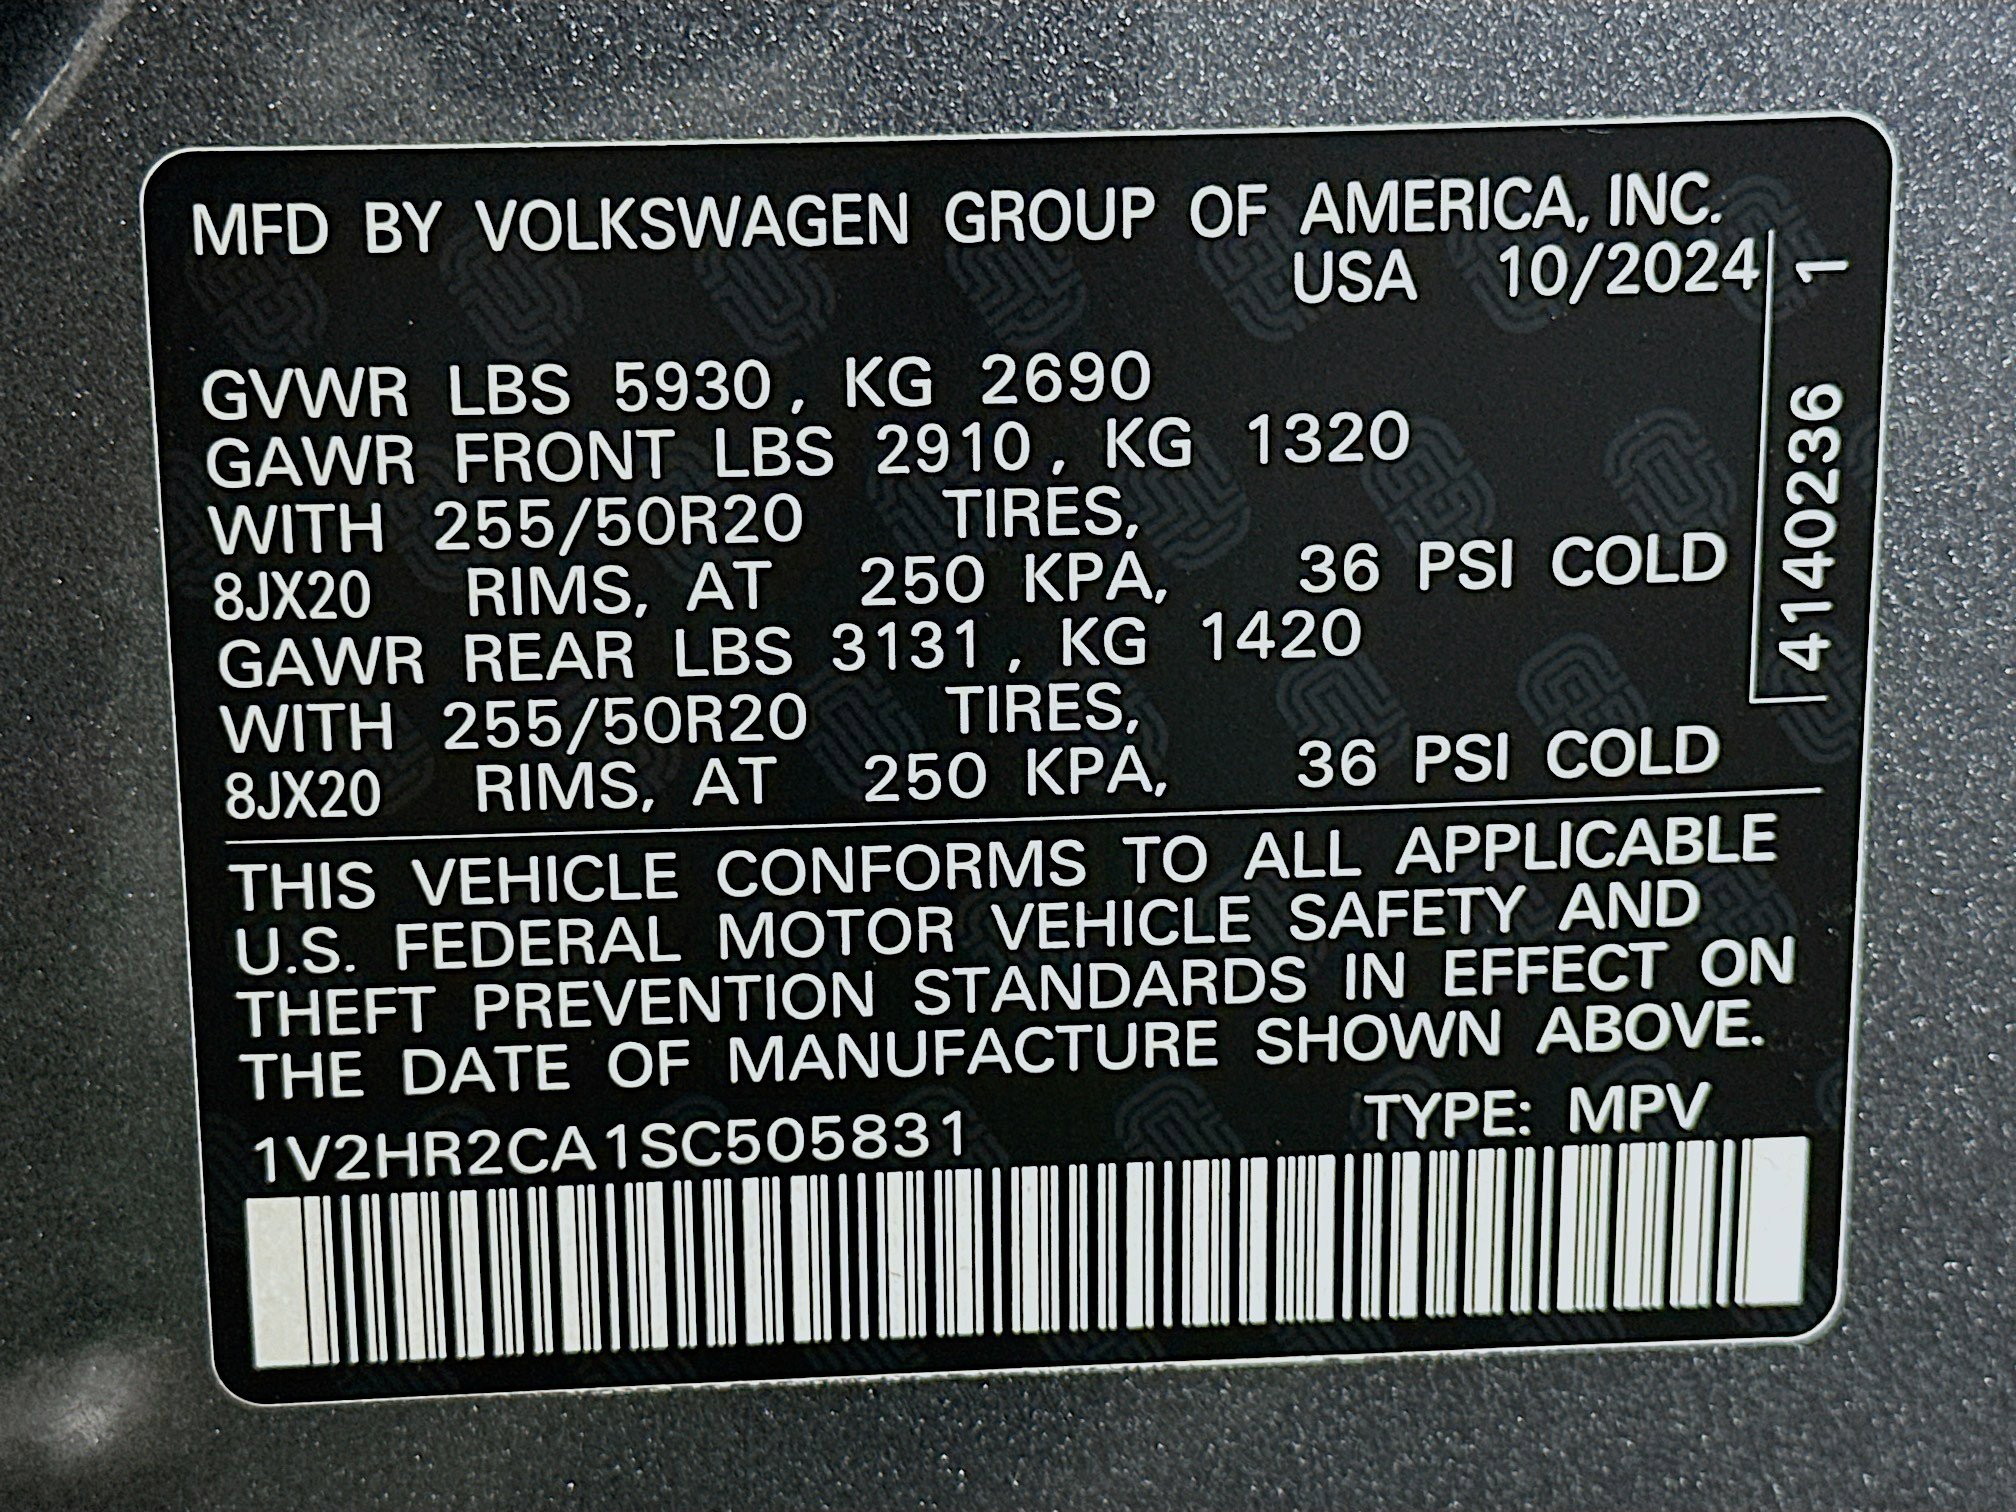 MFD BY VOLKSWAGEN GROUP OF AMERICA, INC.
USA 10/2024
GVWR LBS 5930, KG 2690
GAWR FRONT LBS 2910, KG 1320
WITH 255/50R20 TIRES,
8JX20 RIMS, AT 250 KPA, 36 PSI COLD
GAWR REAR LBS 3131, KG 1420
WITH 255/50R20 TIRES,
8JX20 RIMS, AT 250 KPA, 36 PSI COLD
4140236 1
THIS VEHICLE CONFORMS TO ALL APPLICABLE
U.S. FEDERAL MOTOR VEHICLE SAFETY AND
THEFT PREVENTION STANDARDS IN EFFECT ON
THE DATE OF MANUFACTURE SHOWN ABOVE.
1V2HR2CA1SC505831 TYPE: MPV